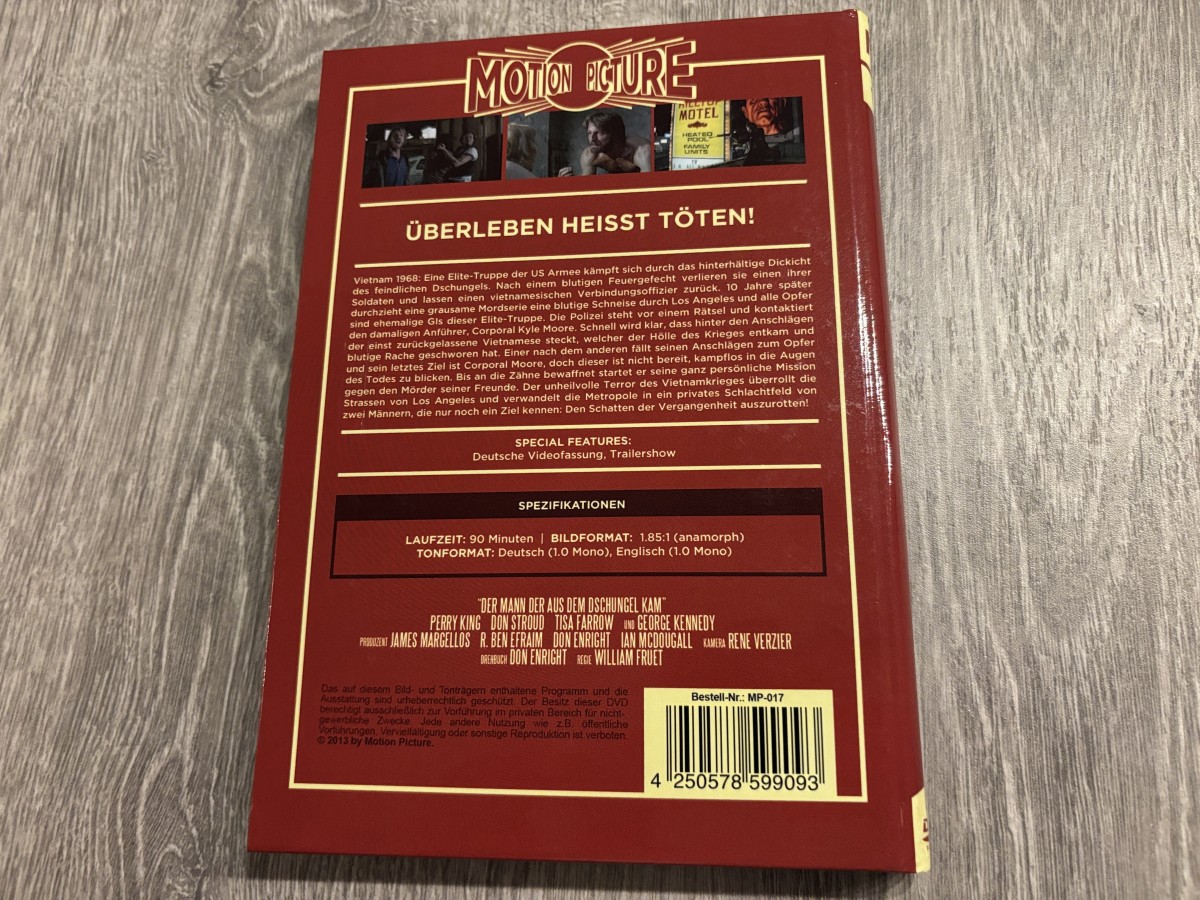 MOTION PICTURE
MOTEL
HEATED
POOL
FAMILY
UNITS
ÜBERLEBEN HEISST TÖTEN!
Vietnam 1968: Eine Elite-Truppe der US Armee kämpft sich durch das hinterhältige Dickicht
des feindlichen Dschungels. Nach einem blutigen Feuergefecht verlieren sie einen ihrer
Soldaten und lassen einen vietnamesischen Verbindungsoffizier zurück. 10 Jahre später
durchzieht eine grausame Mordserie eine blutige Schneise durch Los Angeles und alle Opfer
sind ehemalige GIs dieser Elite-Truppe. Die Polizei steht vor einem Rätsel und kontaktiert
den damaligen Anführer, Corporal Kyle Moore. Schnell wird klar, dass hinter den Anschlägen
der einst zurückgelassene Vietnamese steckt, welcher der Hölle des Krieges entkam und
blutige Rache geschworen hat. Einer nach dem anderen fällt seinen Anschlägen zum Opfer
und sein letztes Ziel ist Corporal Moore, doch dieser ist nicht bereit, kampflos in die Augen
des Todes zu blicken. Bis an die Zähne bewaffnet startet er seine ganz persönliche Mission
gegen den Mörder seiner Freunde. Der unheilvolle Terror des Vietnamkrieges überrollt die
Strassen von Los Angeles und verwandelt die Metropole in ein privates Schlachtfeld von
zwei Männern, die nur noch ein Ziel kennen: Den Schatten der Vergangenheit auszurotten!
SPECIAL FEATURES:
Deutsche Videofassung, Trailershow
SPEZIFIKATIONEN
LAUFZEIT: 90 Minuten | BILDFORMAT: 1.85:1 (anamorph)
TONFORMAT: Deutsch (1.0 Mono), Englisch (1.0 Mono)
"DER MANN DER AUS DEM DSCHUNGEL KAM"
PERRY KING DON STROUD TISA FARROW UND GEORGE KENNEDY
PRODUZENT JAMES MARGELLOS R. BEN EFRAIM DON ENRIGHT IAN MCDOUGALL KAMERA RENE VERZIER
DREHBUCH DON ENRIGHT REGIE WILLIAM FRUET
Das auf diesem Bild- und Tonträgern enthaltene Programm und die
Ausstattung sind urheberrechtlich geschützt. Der Besitz dieser DVD
berechtigt ausschließlich zur Vorführung im privaten Bereich für nicht-
gewerbliche Zwecke. Jede andere Nutzung wie z.B. öffentliche
Vorführungen, Vervielfältigung oder sonstige Reproduktion ist verboten.
© 2013 by Motion Picture.
Bestell-Nr.: MP-017
4 250578 599093